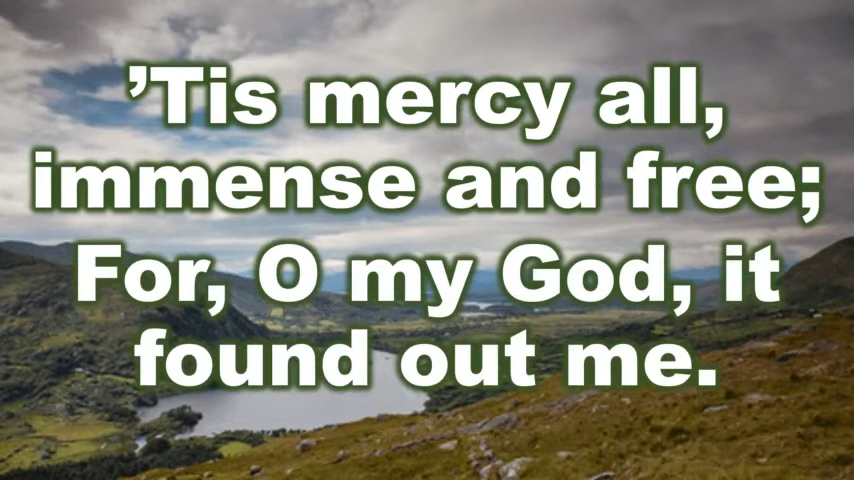 ’Tis mercy all,
immense and free;
For, O my God, it
found out me.